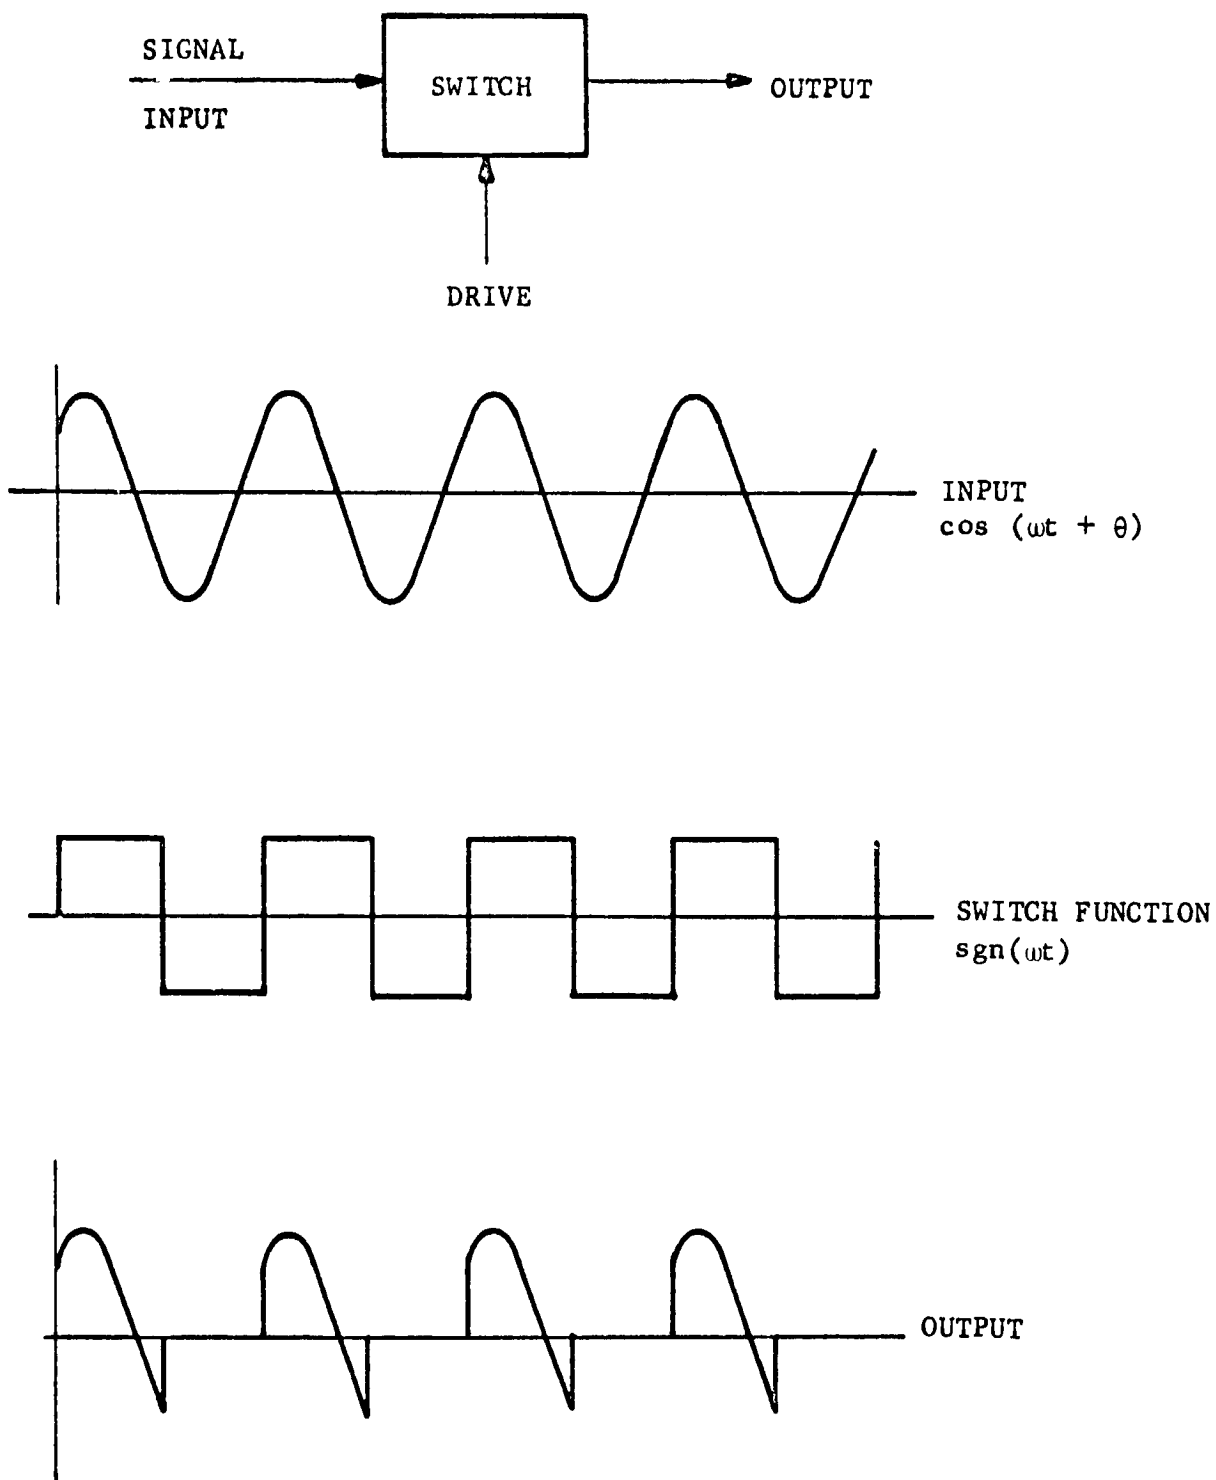 SIGNAL
INPUT
SWITCH
OUTPUT
DRIVE
INPUT
cos (ωt + θ)
SWITCH FUNCTION
sgn(ωt)
OUTPUT